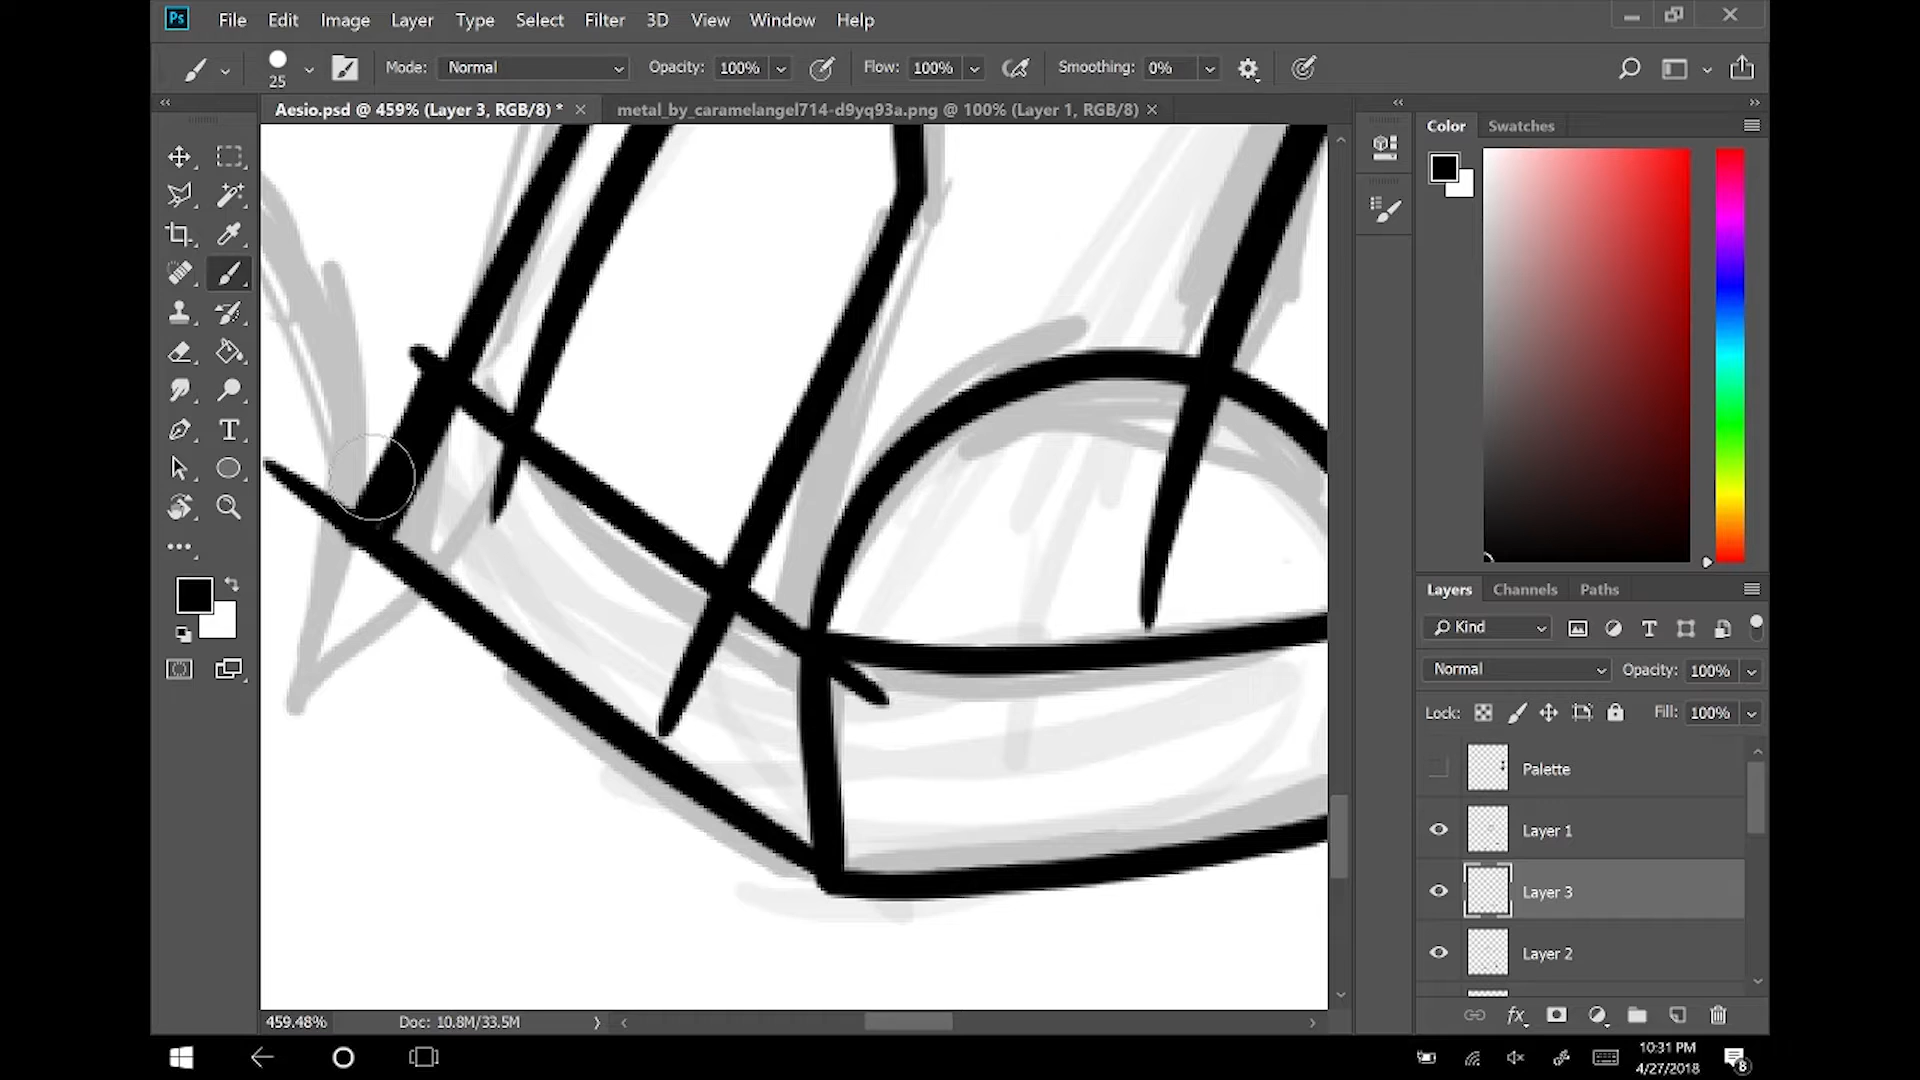 Ps File Edit Image Layer Type Select Filter 3D View Window Help
25 Mode: Normal Opacity: 100% Flow: 100% Smoothing: 0%
Aesio.psd @ 459% (Layer 3, RGB/8) * metal_by_caramelangel714-d9yq93a.png @ 100% (Layer 1, RGB/8)
Color Swatches
Layers Channels Paths
Kind
Normal Opacity: 100%
Lock: Fill: 100%
Palette
Layer 1
Layer 3
Layer 2
fx
459.48% Doc: 10.8M/33.5M
10:31 PM
4/27/2018
8